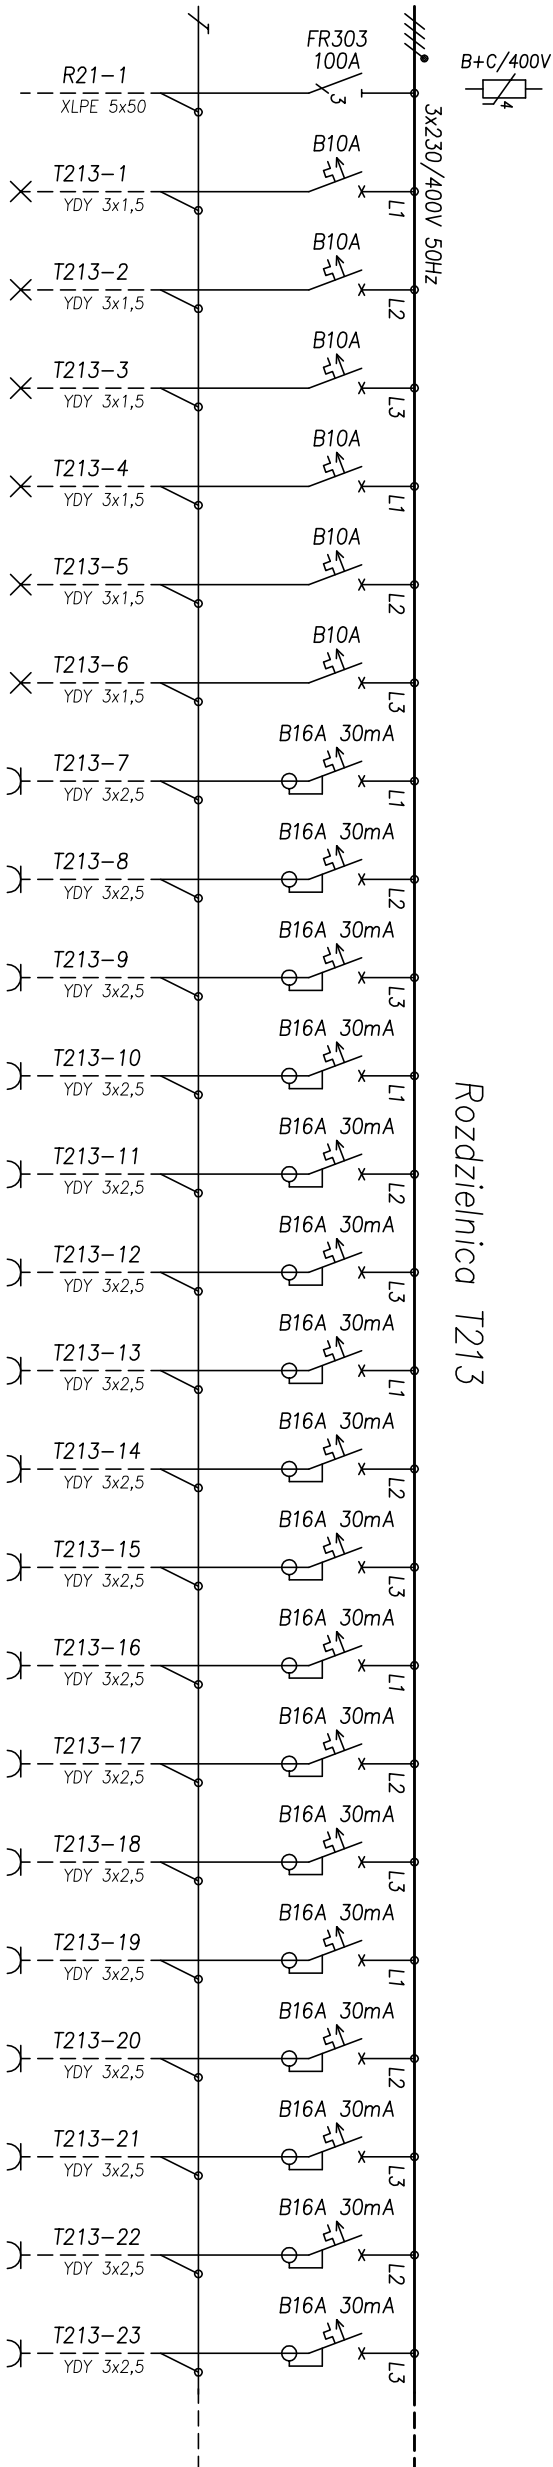 FR303
100A
B+C/400V
4
R21-1
XLPE 5x50
3
3x230/400V 50Hz
B10A
T213-1
YDY 3x1,5
L1
B10A
T213-2
YDY 3x1,5
L2
B10A
T213-3
YDY 3x1,5
L3
B10A
T213-4
YDY 3x1,5
L1
B10A
T213-5
YDY 3x1,5
L2
B10A
T213-6
YDY 3x1,5
L3
B16A 30mA
T213-7
YDY 3x2,5
L1
B16A 30mA
T213-8
YDY 3x2,5
L2
B16A 30mA
T213-9
YDY 3x2,5
L3
B16A 30mA
T213-10
YDY 3x2,5
L1
Rozdzielnica T213
B16A 30mA
T213-11
YDY 3x2,5
L2
B16A 30mA
T213-12
YDY 3x2,5
L3
B16A 30mA
T213-13
YDY 3x2,5
L1
B16A 30mA
T213-14
YDY 3x2,5
L2
B16A 30mA
T213-15
YDY 3x2,5
L3
B16A 30mA
T213-16
YDY 3x2,5
L1
B16A 30mA
T213-17
YDY 3x2,5
L2
B16A 30mA
T213-18
YDY 3x2,5
L3
B16A 30mA
T213-19
YDY 3x2,5
L1
B16A 30mA
T213-20
YDY 3x2,5
L2
B16A 30mA
T213-21
YDY 3x2,5
L3
B16A 30mA
T213-22
YDY 3x2,5
L2
B16A 30mA
T213-23
YDY 3x2,5
L3